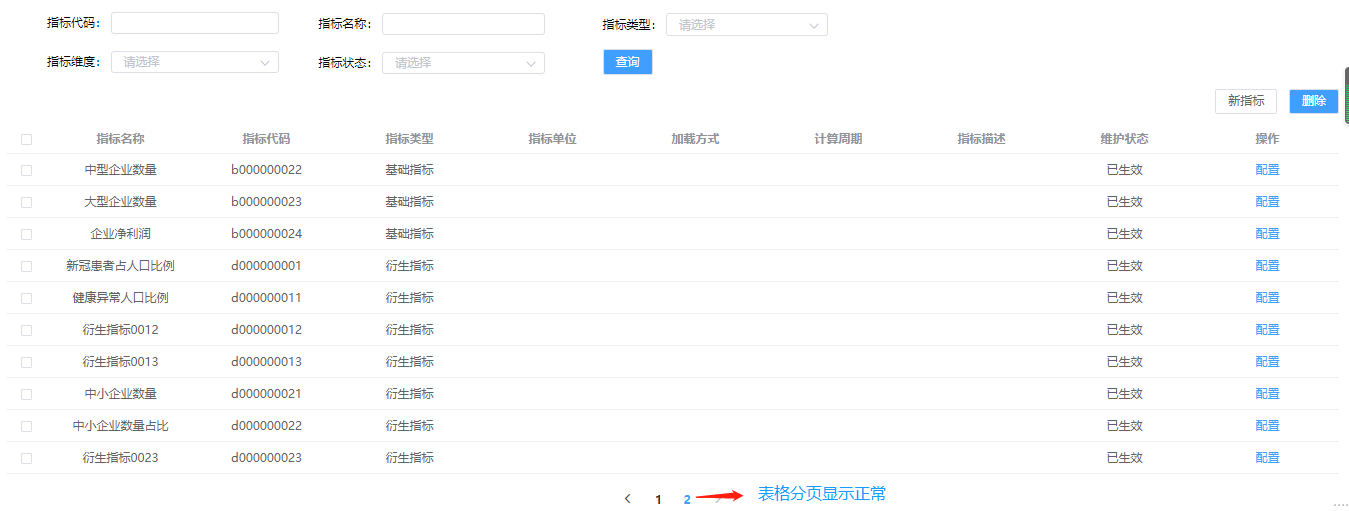 指标代码： 指标名称： 指标类型： 请选择
指标维度： 请选择 指标状态： 请选择 查询
新指标 删除
指标名称 指标代码 指标类型 指标单位 加载方式 计算周期 指标描述 维护状态 操作
中型企业数量 b000000022 基础指标 已生效 配置
大型企业数量 b000000023 基础指标 已生效 配置
企业净利润 b000000024 基础指标 已生效 配置
新冠患者占人口比例 d000000001 衍生指标 已生效 配置
健康异常人口比例 d000000011 衍生指标 已生效 配置
衍生指标0012 d000000012 衍生指标 已生效 配置
衍生指标0013 d000000013 衍生指标 已生效 配置
中小企业数量 d000000021 衍生指标 已生效 配置
中小企业数量占比 d000000022 衍生指标 已生效 配置
衍生指标0023 d000000023 衍生指标 已生效 配置
1 2 表格分页显示正常